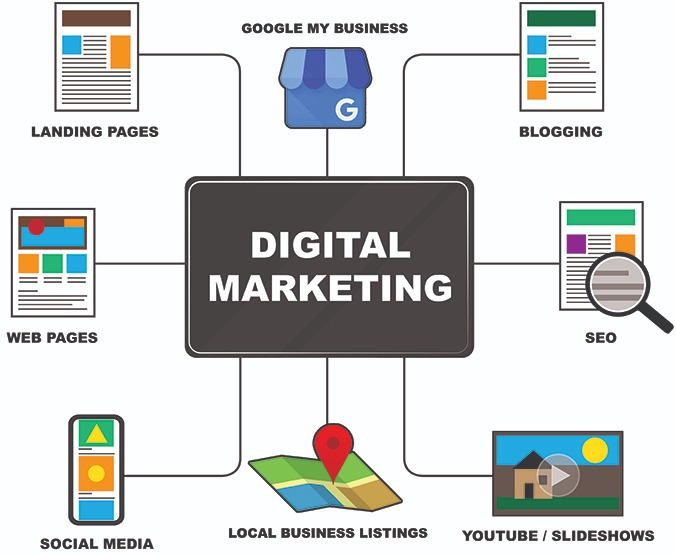 GOOGLE MY BUSINESS
LANDING PAGES
G
BLOGGING
DIGITAL
MARKETING
WEB PAGES
SEO
SOCIAL MEDIA
LOCAL BUSINESS LISTINGS
YOUTUBE / SLIDESHOWS